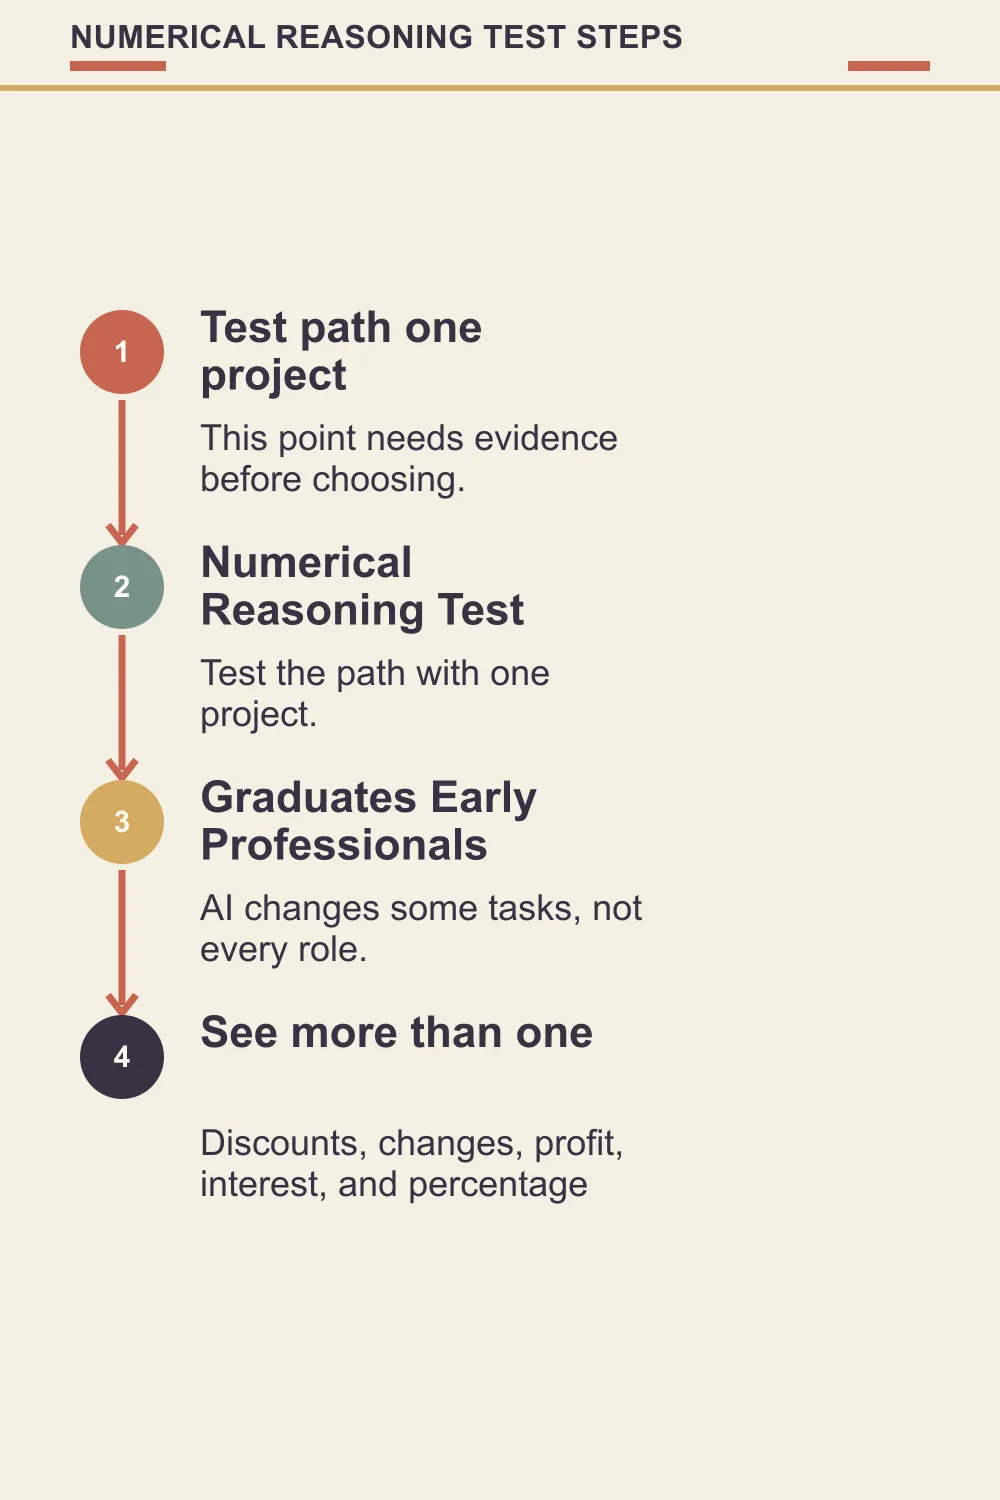 NUMERICAL REASONING TEST STEPS
1
Test path one
project
This point needs evidence
before choosing.
2
Numerical
Reasoning Test
Test the path with one
project.
3
Graduates Early
Professionals
AI changes some tasks, not
every role.
4
See more than one
Discounts, changes, profit,
interest, and percentage